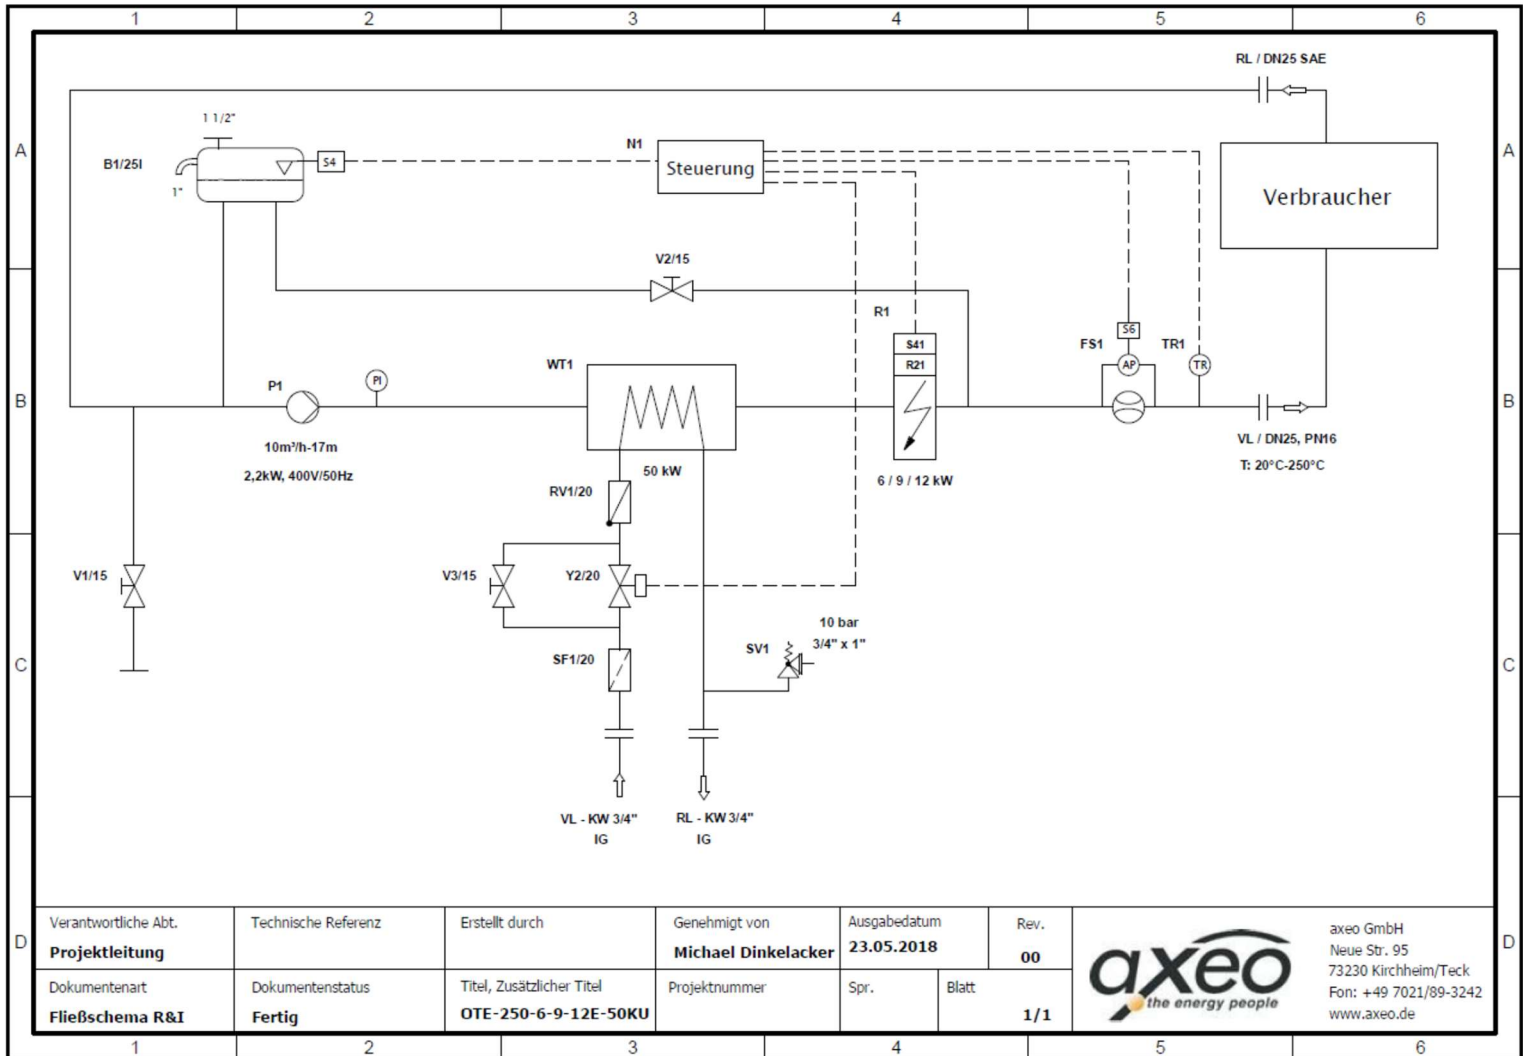 1 2 3 4 5 6
RL / DN25 SAE
A
A
1 1/2"
B1/25l
S4
1"
N1
Steuerung
Verbraucher
V2/15
R1
S41
R21
S6
FS1
TR1
AP
TR
WT1
P1
PI
B
B
10m³/h-17m
2,2kW, 400V/50Hz
50 kW
6 / 9 / 12 kW
VL / DN25, PN16
T: 20°C-250°C
RV1/20
V1/15
V3/15
Y2/20
10 bar
3/4" x 1"
SV1
SF1/20
C
C
VL - KW 3/4"
IG
RL - KW 3/4"
IG
D
D
Verantwortliche Abt.
Projektleitung
Technische Referenz
Erstellt durch
Genehmigt von
Michael Dinkelacker
Ausgabedatum
23.05.2018
Rev.
00
Dokumentenart
Fließschema R&I
Dokumentenstatus
Fertig
Titel, Zusätzlicher Titel
OTE-250-6-9-12E-50KU
Projektnummer
Spr.
Blatt
1/1
axeo
the energy people
axeo GmbH
Neue Str. 95
73230 Kirchheim/Teck
Fon: +49 7021/89-3242
www.axeo.de
1 2 3 4 5 6